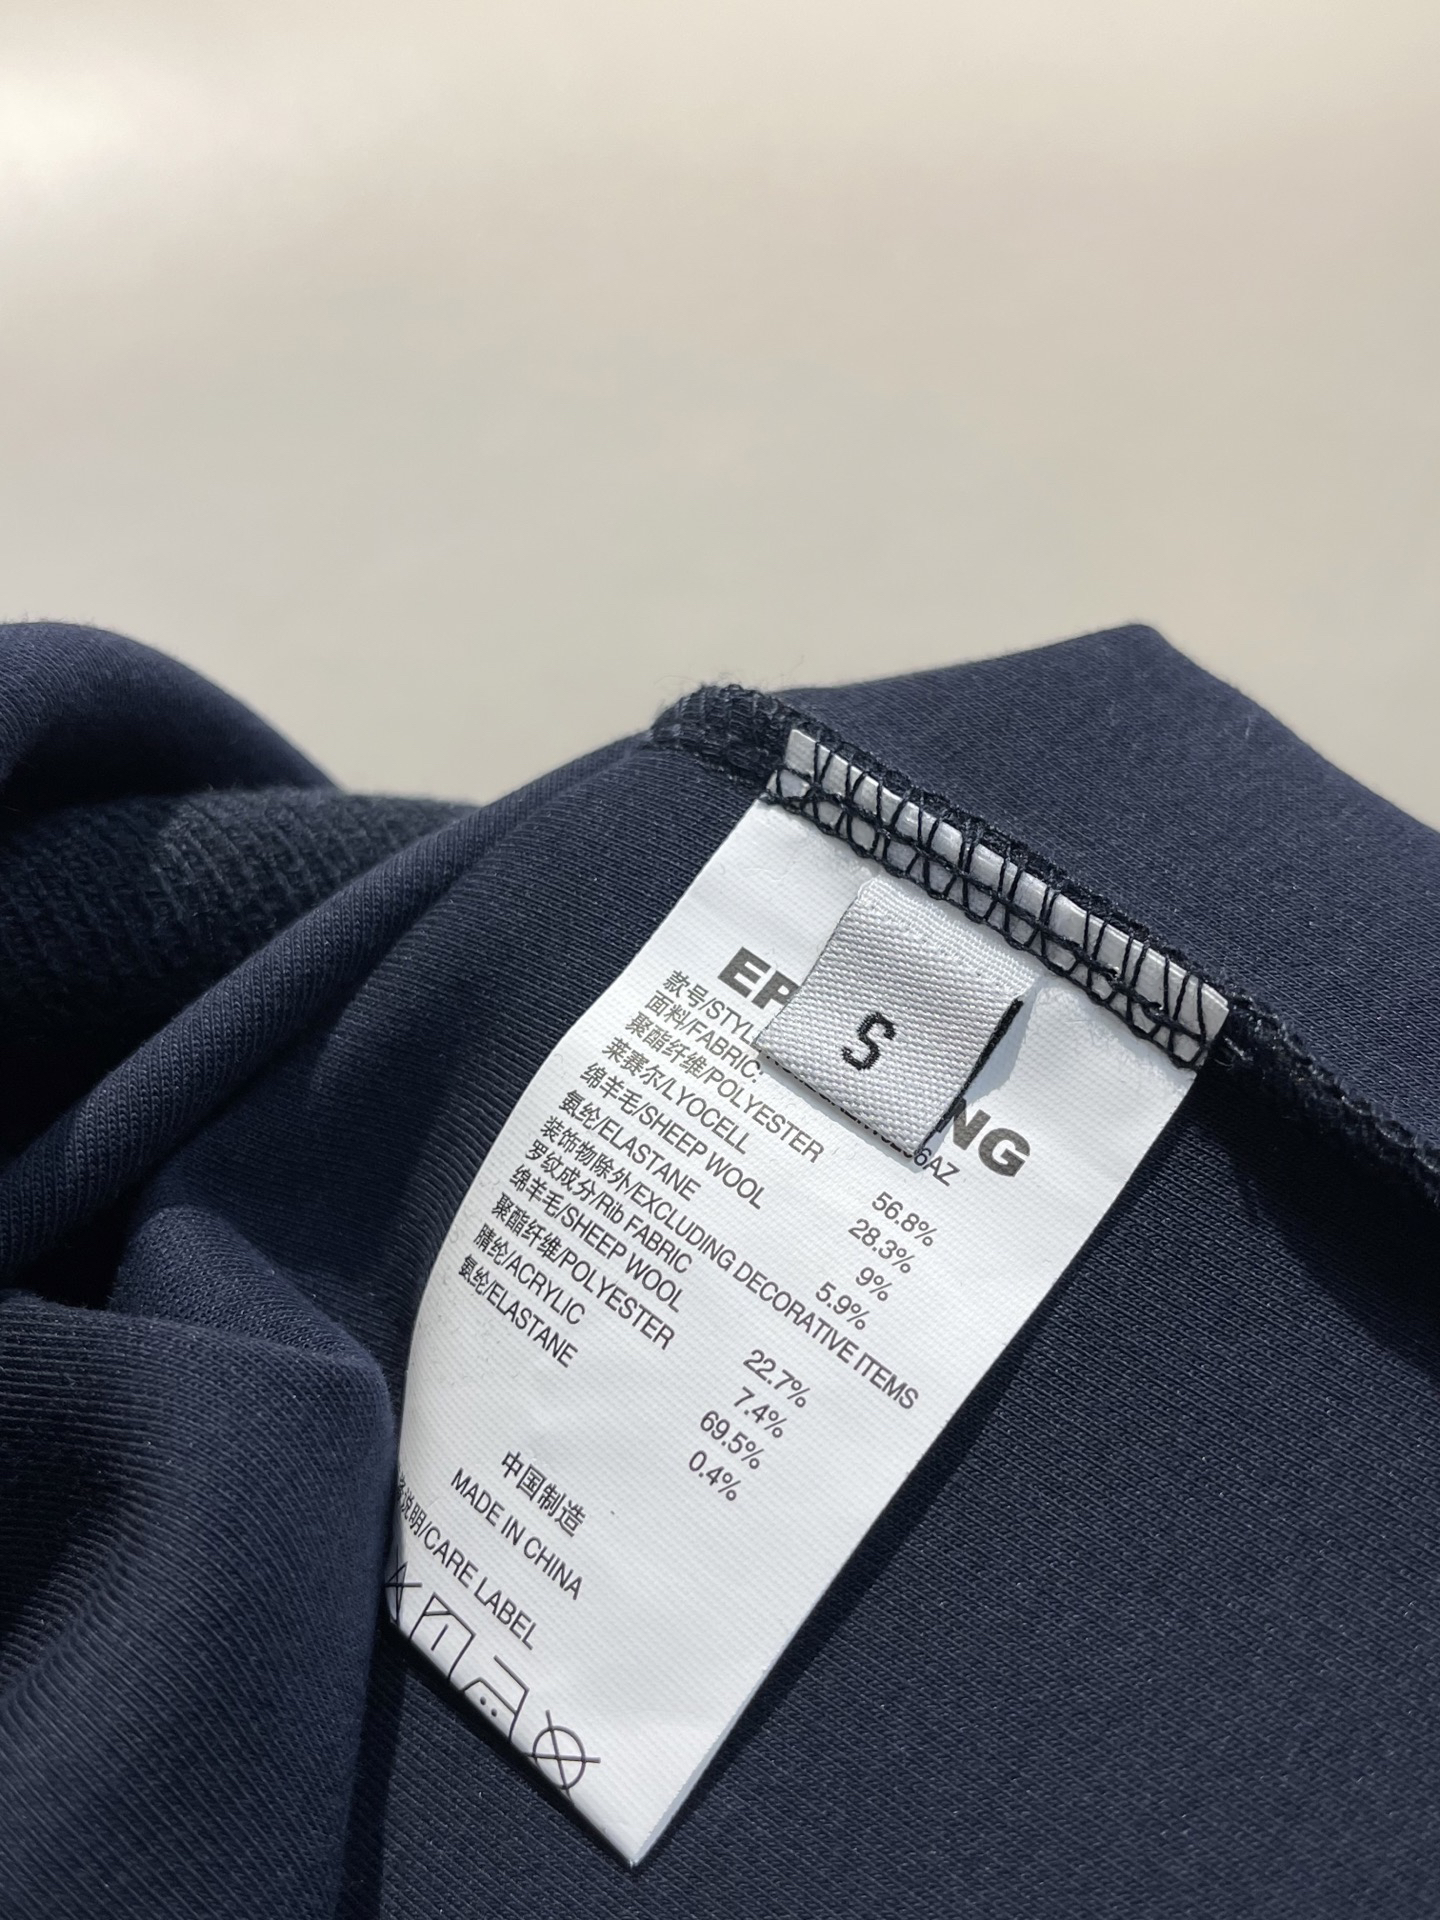 S
款号/STYLE
面料/FABRIC:
聚酯纤维/POLYESTER 56.8%
莱赛尔/LYOCELL 28.3%
绵羊毛/SHEEP WOOL 9%
氨纶/ELASTANE 5.9%
装饰物除外/EXCLUDING DECORATIVE ITEMS
罗纹成分/Rib FABRIC
绵羊毛/SHEEP WOOL 22.7%
聚酯纤维/POLYESTER 7.4%
腈纶/ACRYLIC 69.5%
氨纶/ELASTANE 0.4%
中国制造
MADE IN CHINA
说明/CARE LABEL